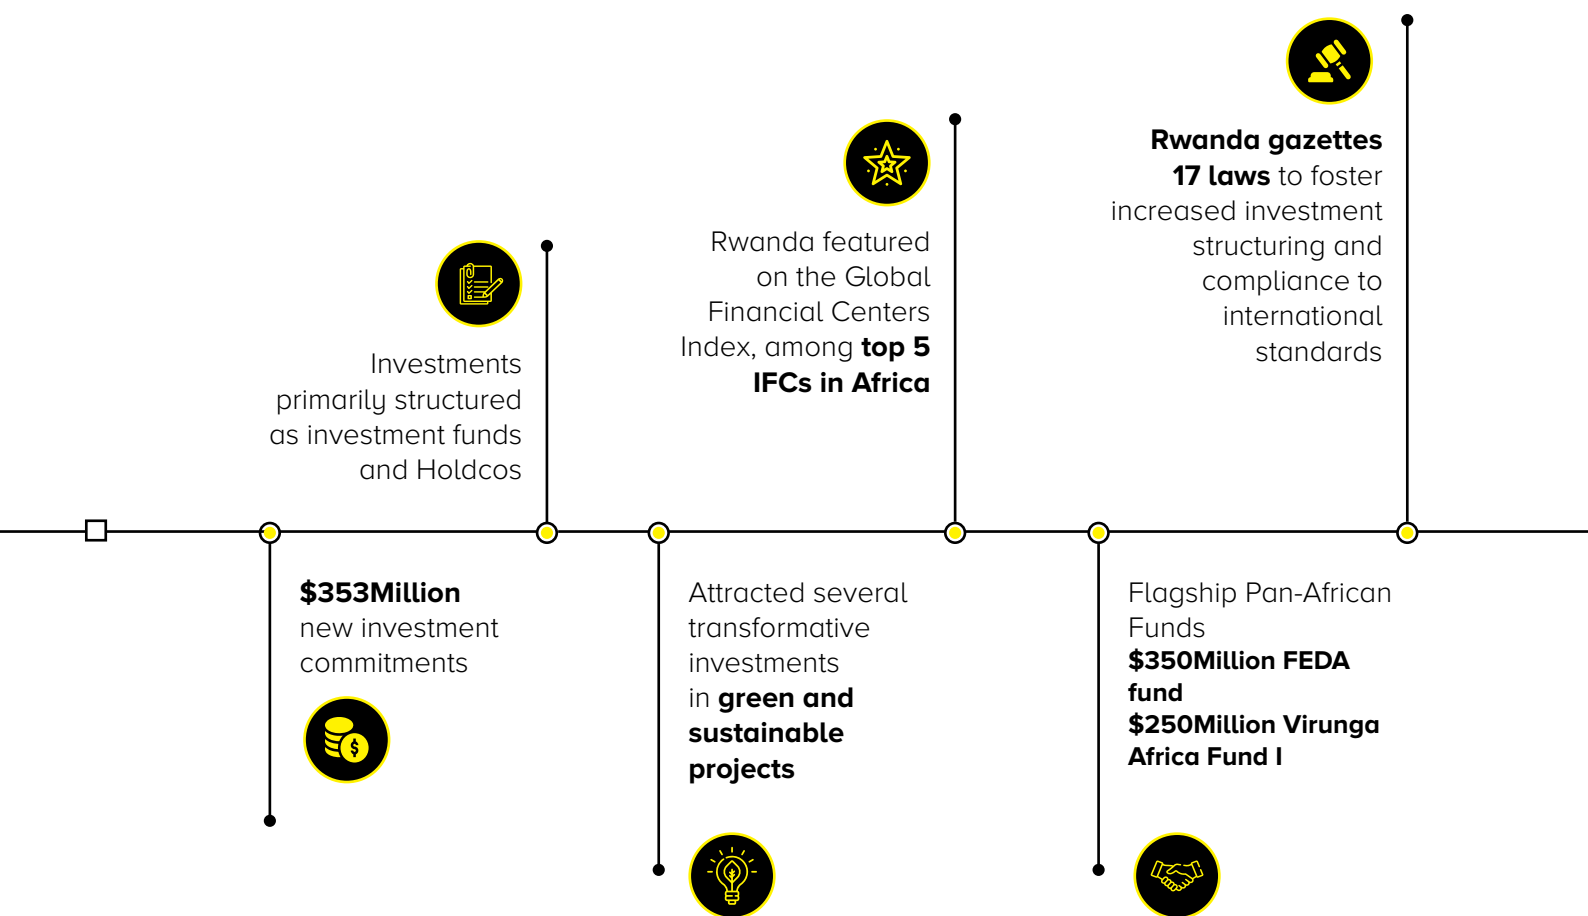 Rwanda gazettes
17 laws to foster
increased investment
structuring and
compliance to
international
standards
Rwanda featured
on the Global
Financial Centers
Index, among top 5
IFCs in Africa
Investments
primarily structured
as investment funds
and Holdcos
$353Million
new investment
commitments
Attracted several
transformative
investments
in green and
sustainable
projects
Flagship Pan-African
Funds
$350Million FEDA
fund
$250Million Virunga
Africa Fund I